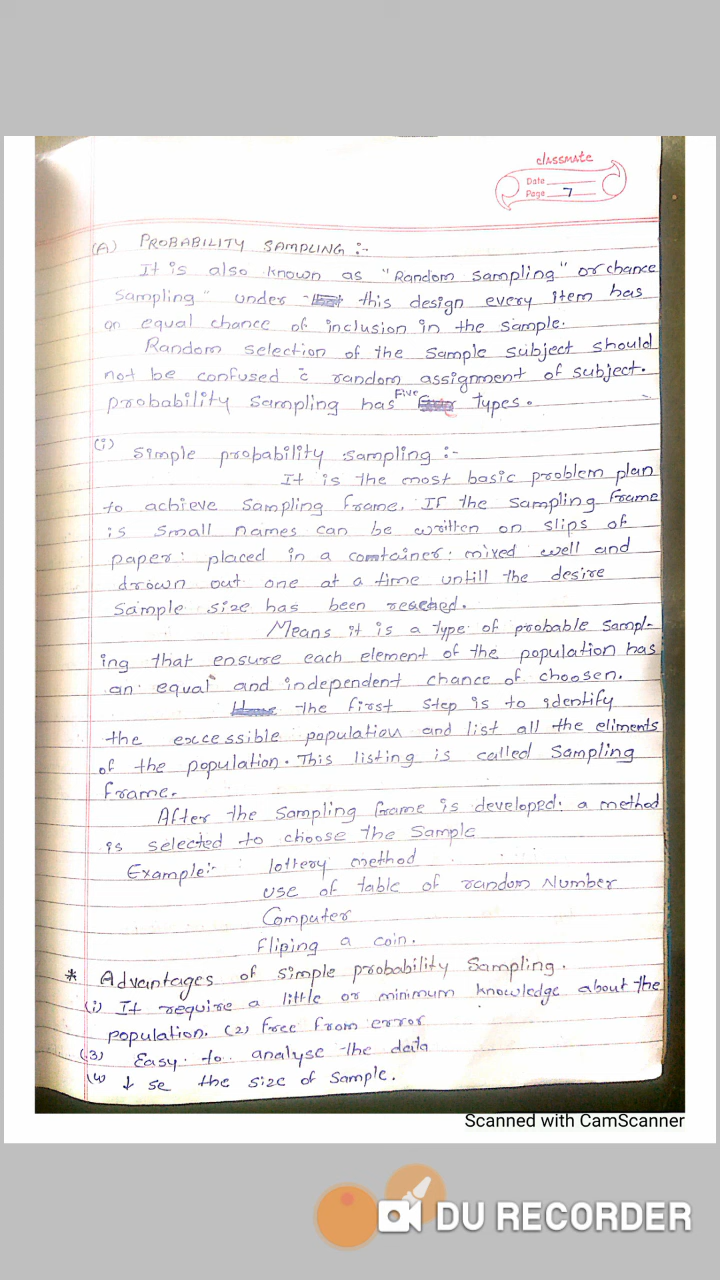 classmate
Date
Page 7
(A) PROBABILITY SAMPLING :-
It is also known as "Random sampling" or chance
Sampling" under this design every item has
an equal chance of inclusion in the sample.
Random selection of the sample subject should
not be confused c̄ random assignment of subject.
probability sampling has Five types.
(i) Simple probability sampling :-
It is the most basic problem plan
to achieve sampling frame. If the sampling frame
is small names can be written on slips of
paper: placed in a comtainer. mixed well and
drown out one at a time untill the desire
sample size has been reached.
Means it is a type of probable sampl-
ing that ensure each element of the population has
an equal and independent chance of choosen.
the first step is to identify
the exccessible population and list all the eliments
of the population. This listing is called Sampling
frame.
After the sampling frame is developed. a method
is selected to choose the sample
Example:- lottery method
use of table of random Number
Computer
Fliping a coin.
* Advantages of simple probability Sampling.
(i) It require a little or minimum knowledge about the
population. (2) free from error
(3) Easy to analyse the data
(4) ↓ se the size of sample.
Scanned with CamScanner
DU RECORDER